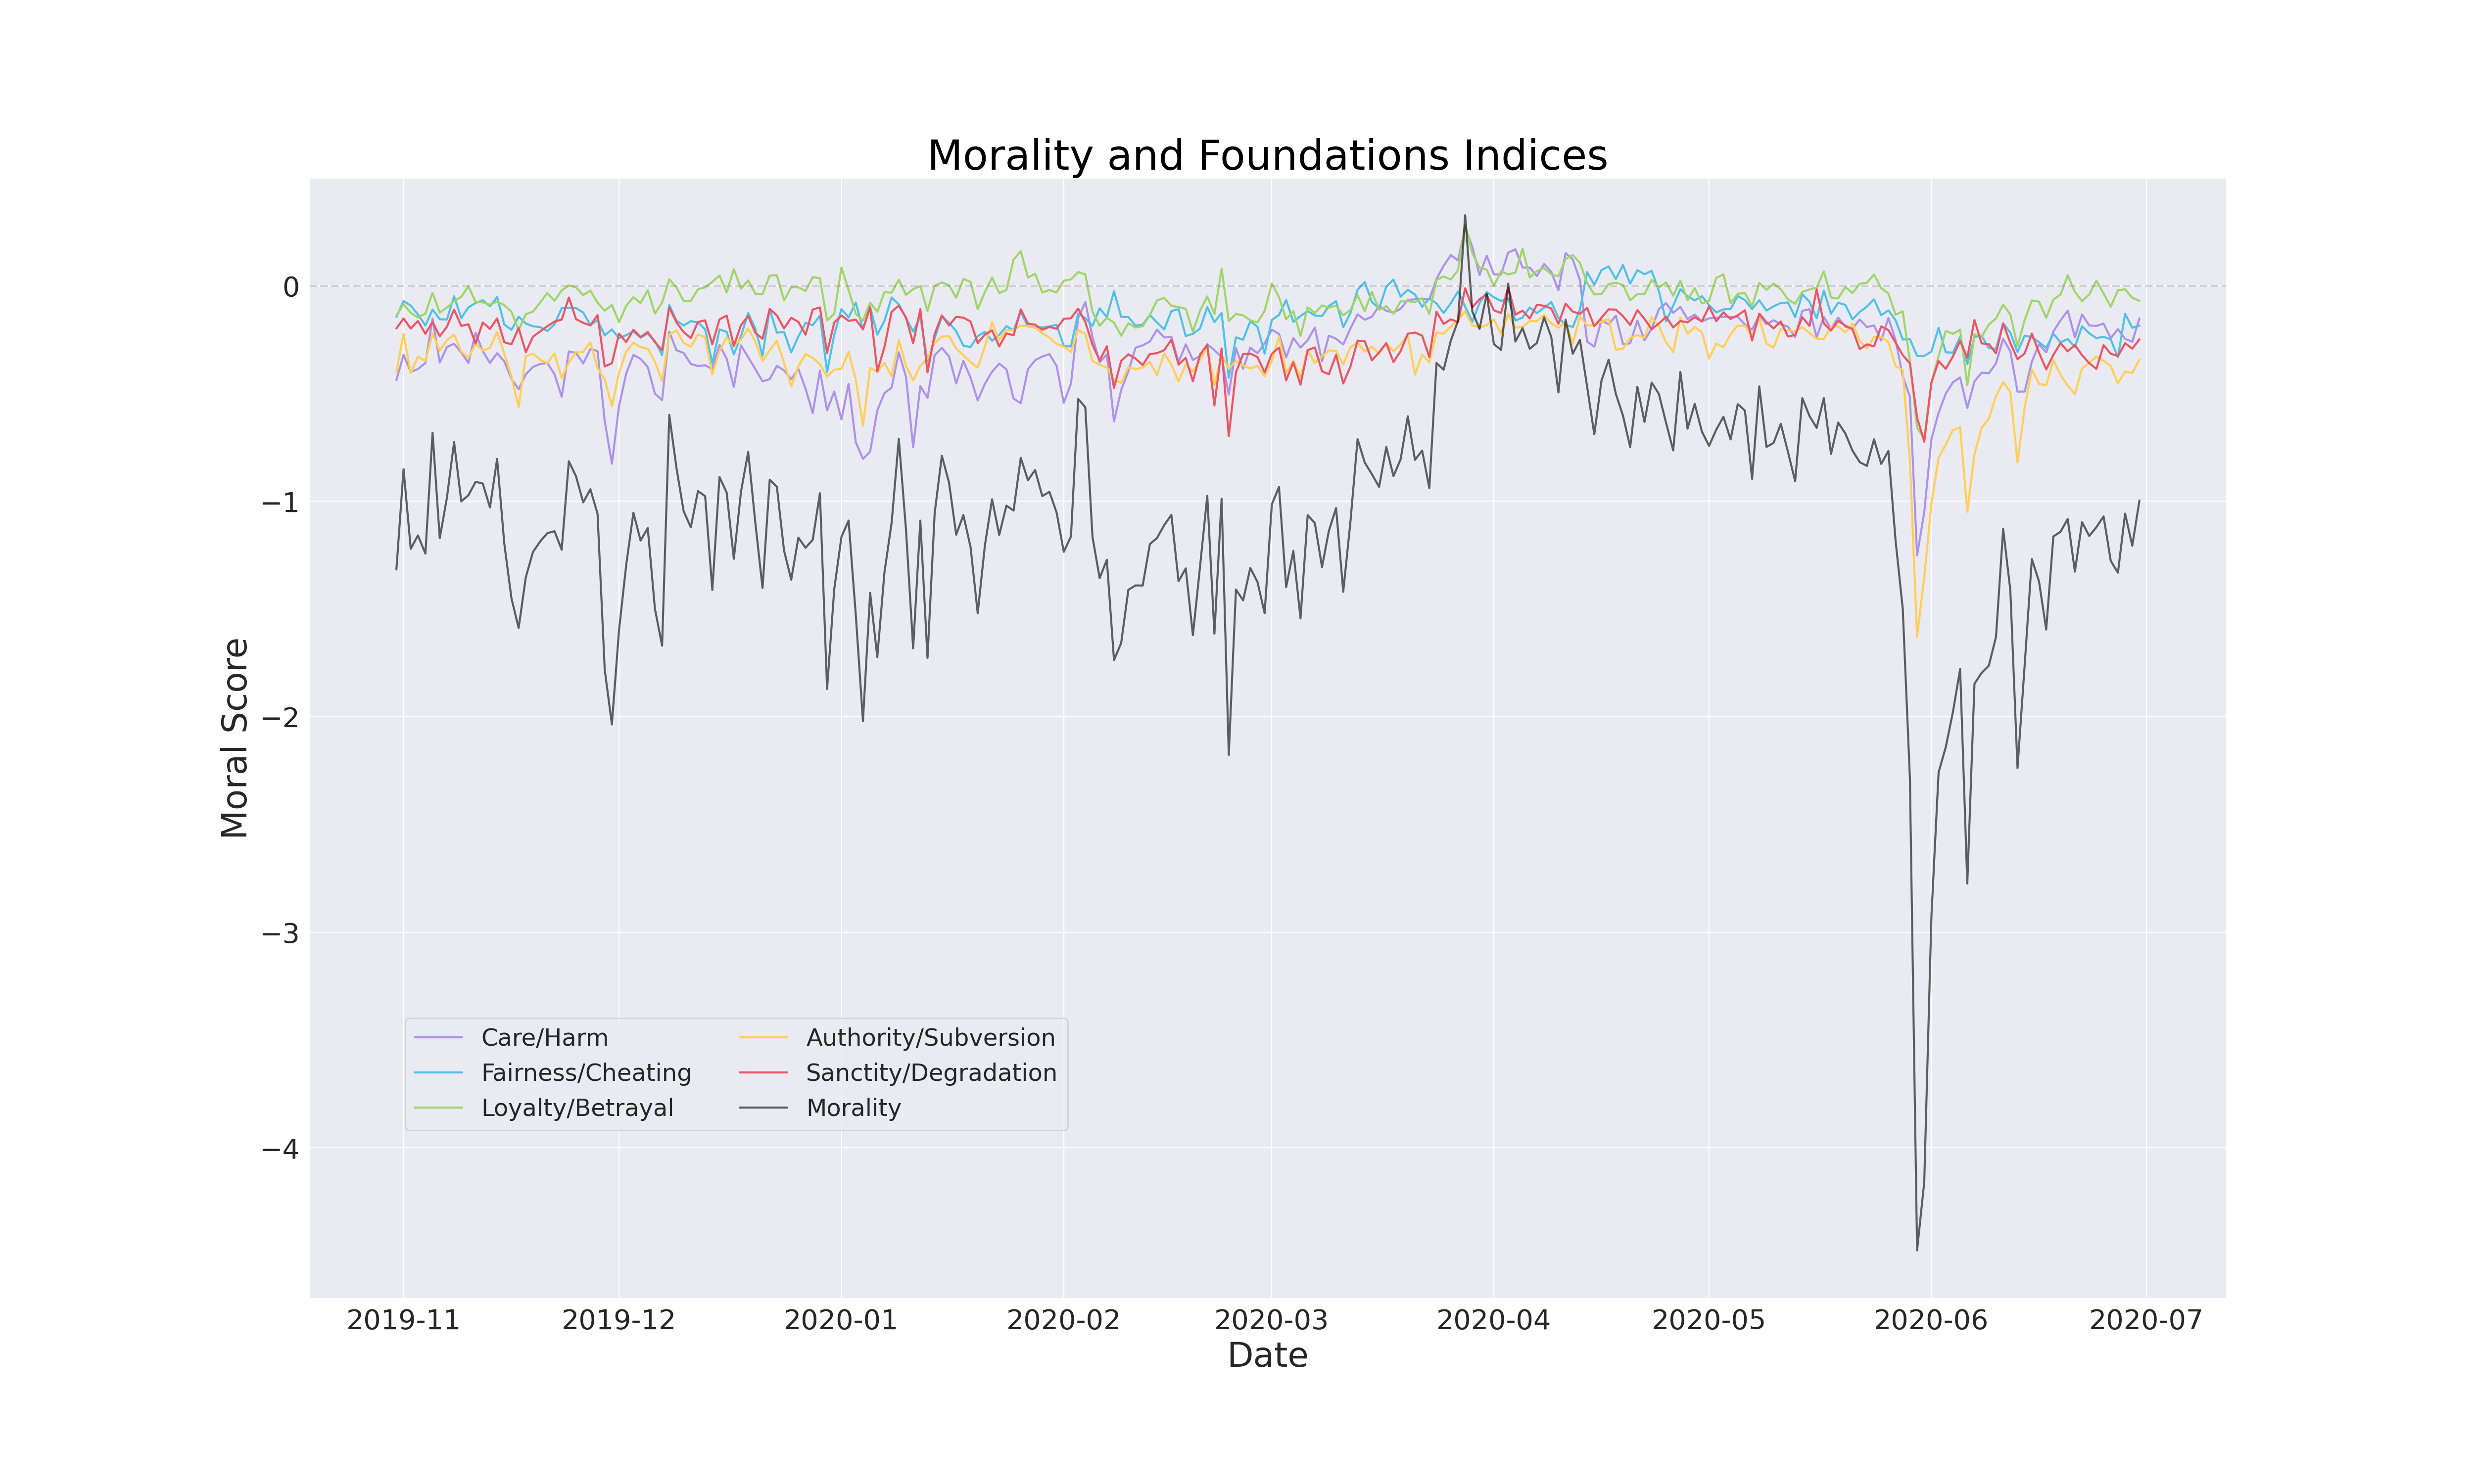 Morality and Foundations Indices
Moral Score
0
−1
−2
−3
−4
Care/Harm
Fairness/Cheating
Loyalty/Betrayal
Authority/Subversion
Sanctity/Degradation
Morality
2019-11 2019-12 2020-01 2020-02 2020-03 2020-04 2020-05 2020-06 2020-07
Date